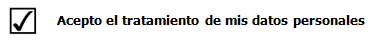 Acepto el tratamiento de mis datos personales